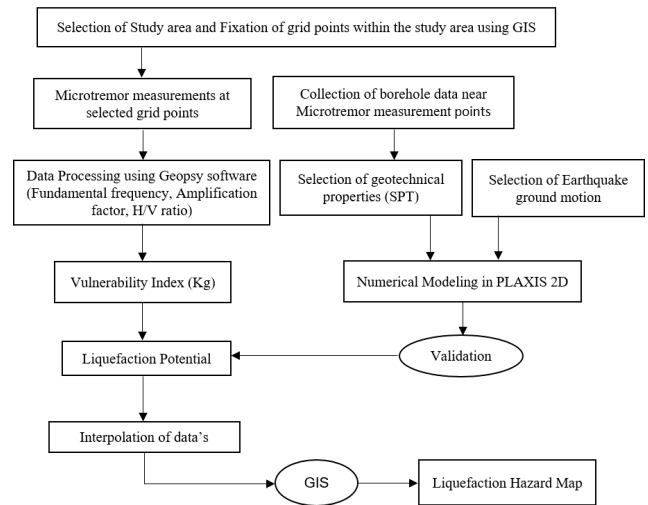 Selection of Study area and Fixation of grid points within the study area using GIS
Microtremor measurements at
selected grid points
Collection of borehole data near
Microtremor measurement points
Data Processing using Geopsy software
(Fundamental frequency, Amplification
factor, H/V ratio)
Selection of geotechnical
properties (SPT)
Selection of Earthquake
ground motion
Vulnerability Index (Kg)
Numerical Modeling in PLAXIS 2D
Liquefaction Potential
Validation
Interpolation of data’s
GIS
Liquefaction Hazard Map